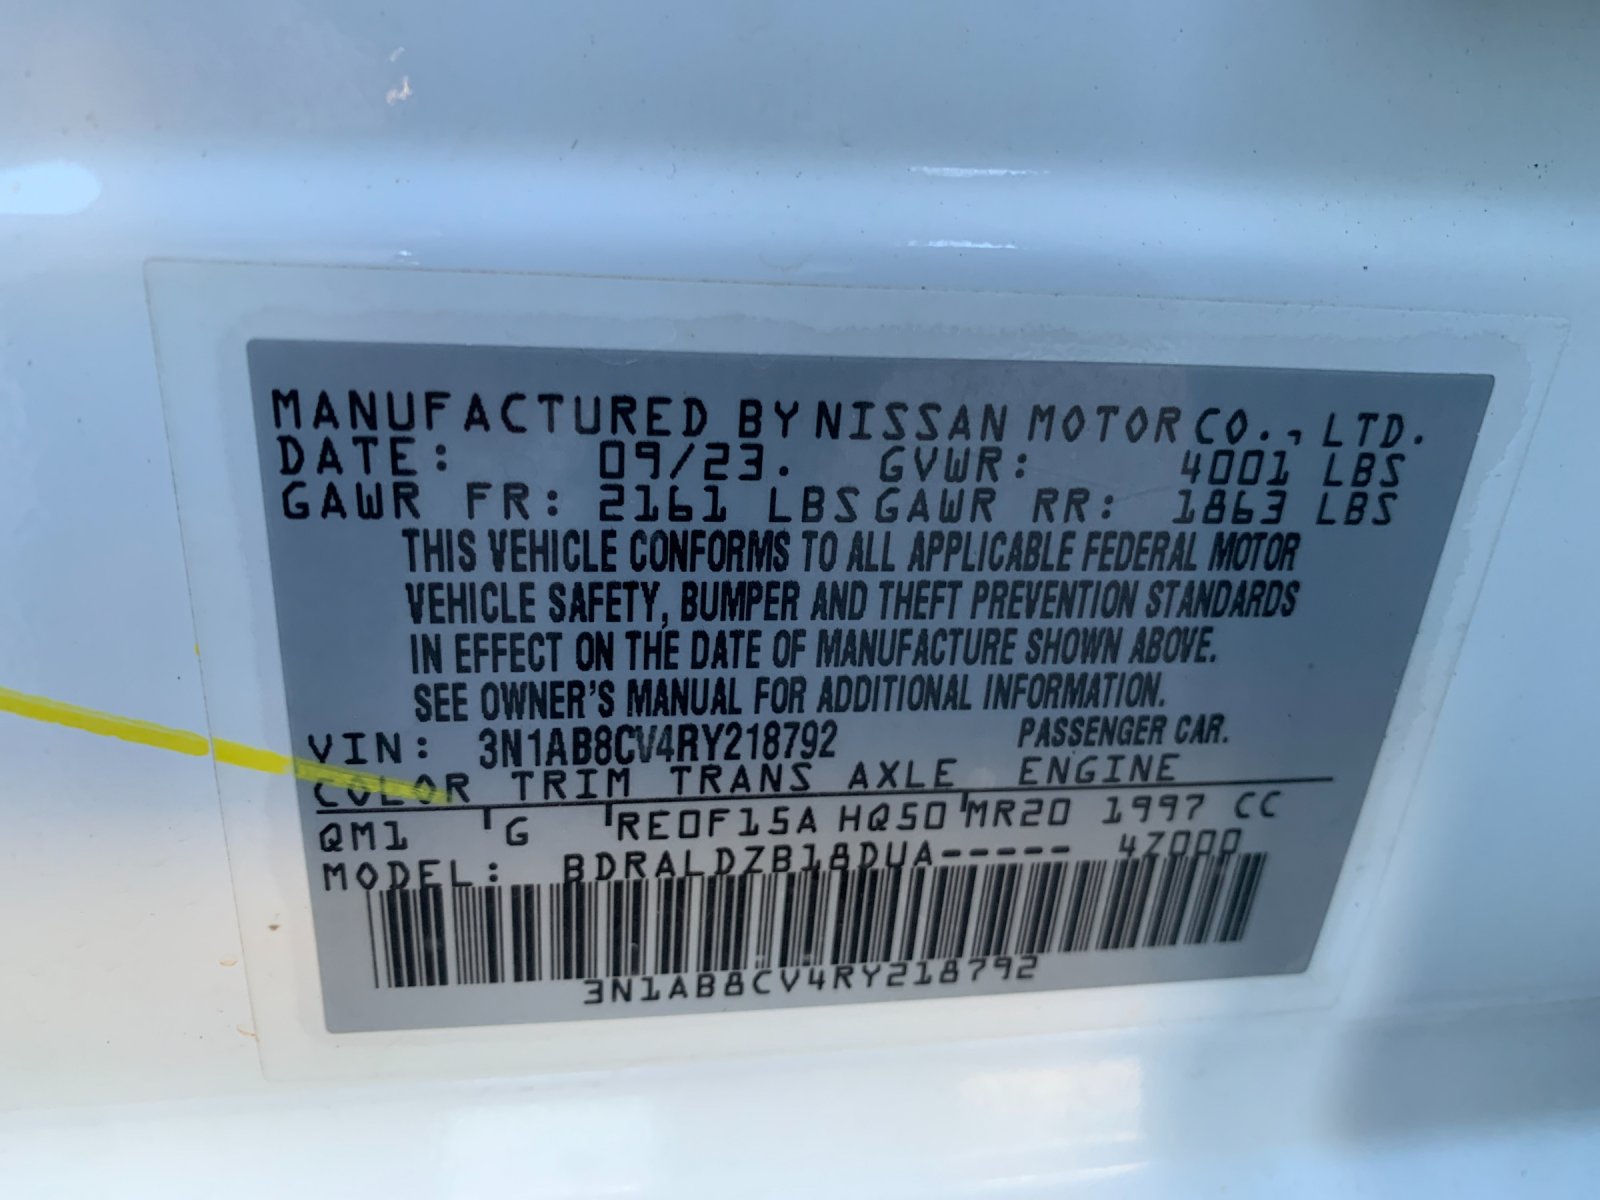 MANUFACTURED BY NISSAN MOTOR CO., LTD.
DATE: 09/23. GVWR: 4001 LBS
GAWR FR: 2161 LBS GAWR RR: 1863 LBS
THIS VEHICLE CONFORMS TO ALL APPLICABLE FEDERAL MOTOR
VEHICLE SAFETY, BUMPER AND THEFT PREVENTION STANDARDS
IN EFFECT ON THE DATE OF MANUFACTURE SHOWN ABOVE.
SEE OWNER'S MANUAL FOR ADDITIONAL INFORMATION.
VIN: 3N1AB8CV4RY218792 PASSENGER CAR.
COLOR TRIM TRANS AXLE ENGINE
QM1 G RE0F15A HQ50 MR20 1997 CC
MODEL: BDRALDZB18DUA----- 4Z000
3N1AB8CV4RY218792